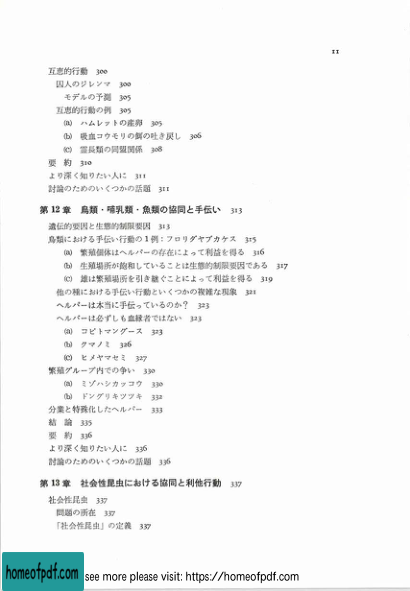 11
互恵的行動 300
囚人のジレンマ 300
モデルの予測 305
互恵的行動の例 305
(a) ハムレットの産卵 305
(b) 吸血コウモリの餌の吐き戻し 306
(c) 霊長類の同盟関係 308
要 約 310
より深く知りたい人に 311
討論のためのいくつかの話題 311
第12章 鳥類・哺乳類・魚類の協同と手伝い 313
遺伝的要因と生態的制限要因 313
鳥類における手伝い行動の1例:フロリダヤブカケス 315
(a) 繁殖個体はヘルパーの存在によって利益を得る 316
(b) 生殖場所が飽和していることは生態的制限要因である 317
(c) 雄は繁殖場所を引き継ぐことによって利益を得る 319
他の種における手伝い行動といくつかの複雑な現象 321
ヘルパーは本当に手伝っているのか? 323
ヘルパーは必ずしも血縁者ではない 323
(a) コビトマングース 323
(b) クマノミ 326
(c) ヒメヤマセミ 327
繁殖グループ内での争い 330
(a) ミゾハシカッコウ 330
(b) ドングリキツツキ 332
分業と特殊化したヘルパー 333
結 論 335
要 約 336
より深く知りたい人に 336
討論のためのいくつかの話題 336
第13章 社会性昆虫における協同と利他行動 337
社会性昆虫 337
問題の所在 337
「社会性昆虫」の定義 337
homeofpdf.com see more please visit: https://homeofpdf.com